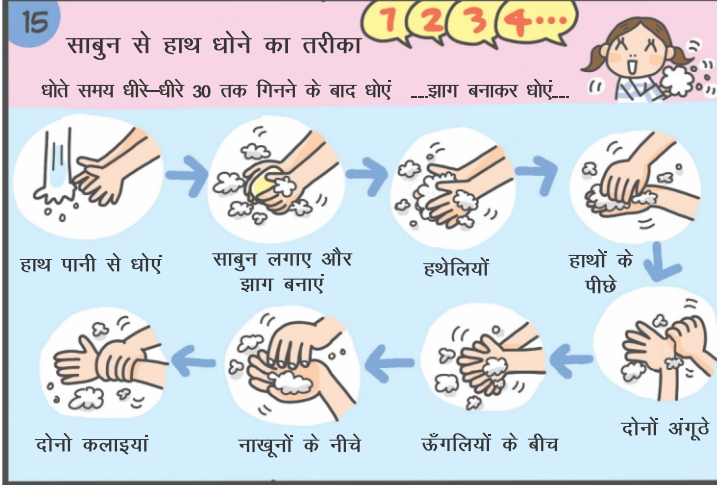 15
1 2 3 4...
साबुन से हाथ धोने का तरीका
धोते समय धीरे–धीरे 30 तक गिनने के बाद धोएं ---झाग बनाकर धोएं---
हाथ पानी से धोएं
साबुन लगाए और
झाग बनाएं
हथेलियों
हाथों के
पीछे
दोनों अंगूठे
ऊँगलियों के बीच
नाखूनों के नीचे
दोनो कलाइयां